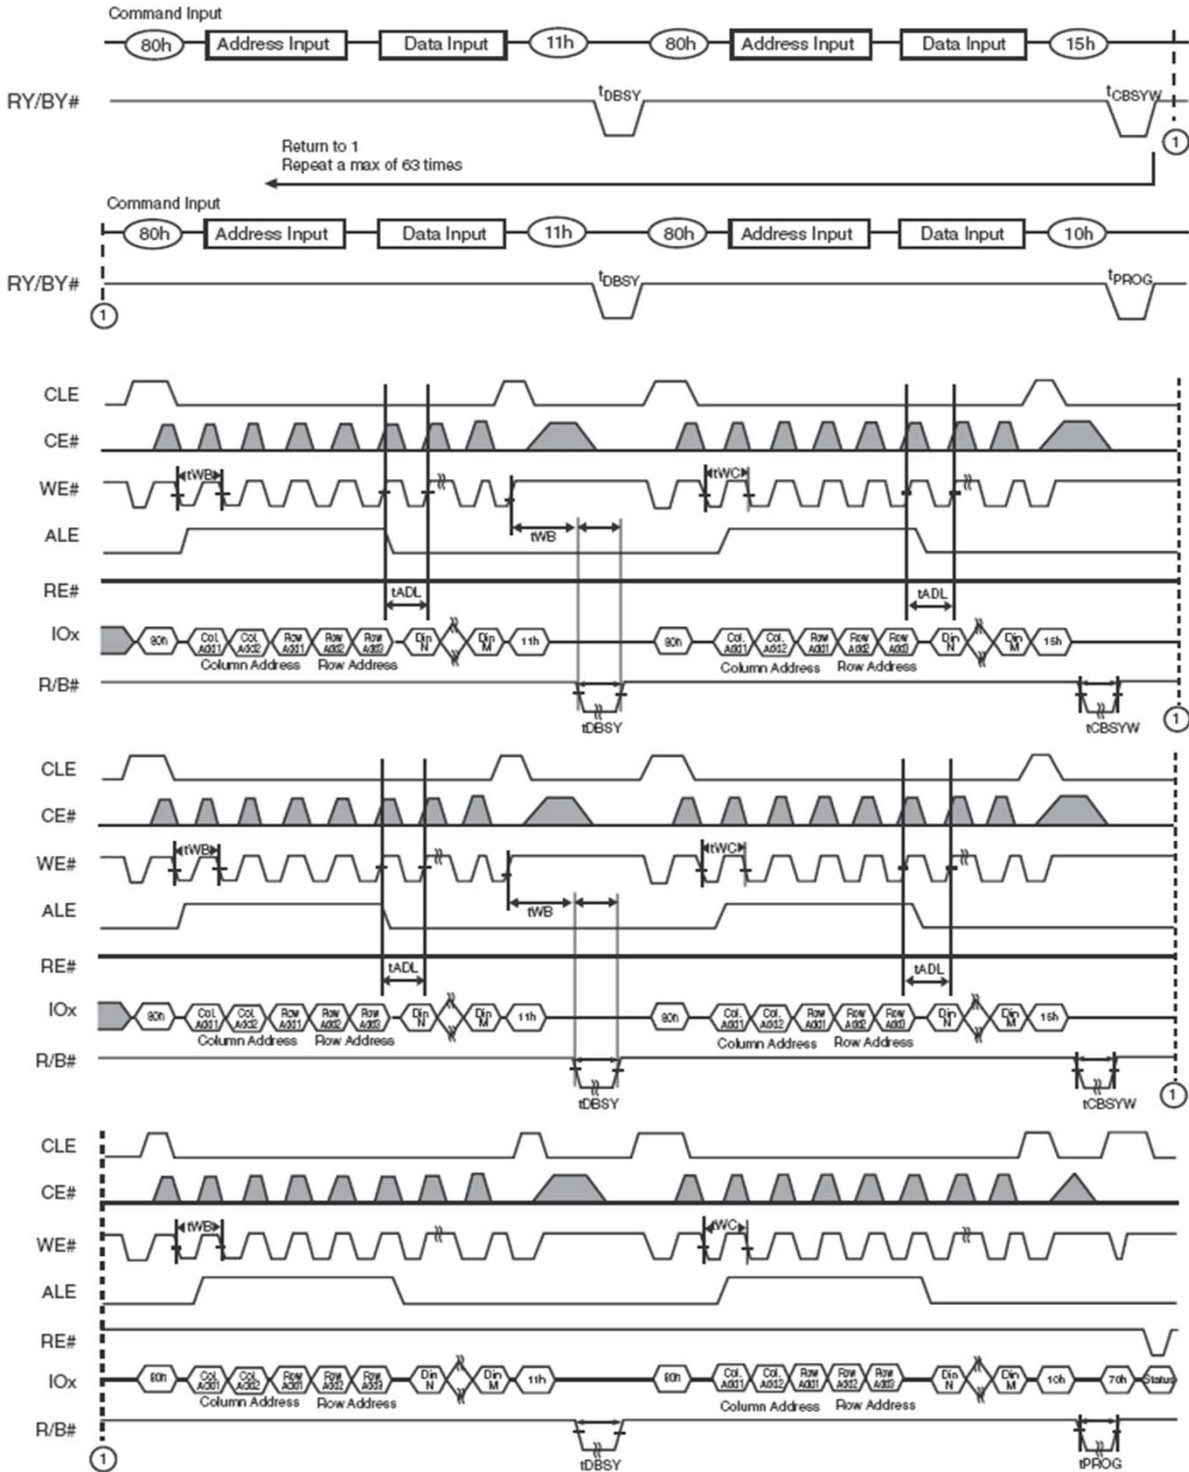 Command Input
80h Address Input Data Input 11h 80h Address Input Data Input 15h
RY/BY# tDBSY tCBSYW
1
Return to 1
Repeat a max of 63 times
Command Input
80h Address Input Data Input 11h 80h Address Input Data Input 10h
RY/BY# tDBSY tPROG
1
CLE
CE#
WE# tWB tWC
ALE tWB
RE# tADL tADL
IOx 80h Col. Add1 Col. Add2 Row Add1 Row Add2 Row Add3 Din N Din M 11h 80h Col. Add1 Col. Add2 Row Add1 Row Add2 Row Add3 Din N Din M 15h
Column Address Row Address Column Address Row Address
R/B#
tDBSY tCBSYW 1
CLE
CE#
WE# tWB tWC
ALE tWB
RE# tADL tADL
IOx 80h Col. Add1 Col. Add2 Row Add1 Row Add2 Row Add3 Din N Din M 11h 80h Col. Add1 Col. Add2 Row Add1 Row Add2 Row Add3 Din N Din M 15h
Column Address Row Address Column Address Row Address
R/B#
tDBSY tCBSYW 1
CLE
CE#
WE# tWB tWC
ALE
RE#
IOx 80h Col. Add1 Col. Add2 Row Add1 Row Add2 Row Add3 Din N Din M 11h 80h Col. Add1 Col. Add2 Row Add1 Row Add2 Row Add3 Din N Din M 10h 70h Status
Column Address Row Address Column Address Row Address
R/B#
1 tDBSY tPROG